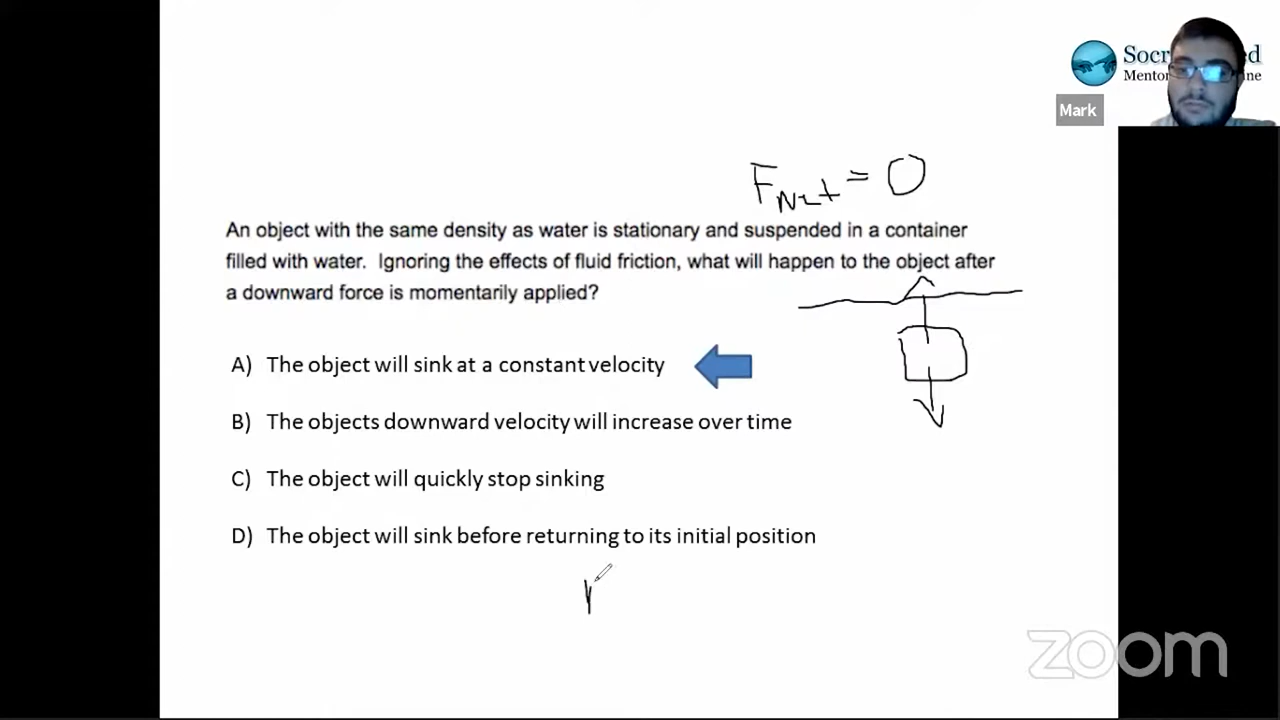 Mark
F Net = 0
An object with the same density as water is stationary and suspended in a container
filled with water. Ignoring the effects of fluid friction, what will happen to the object after
a downward force is momentarily applied?
A) The object will sink at a constant velocity
B) The objects downward velocity will increase over time
C) The object will quickly stop sinking
D) The object will sink before returning to its initial position
zoom